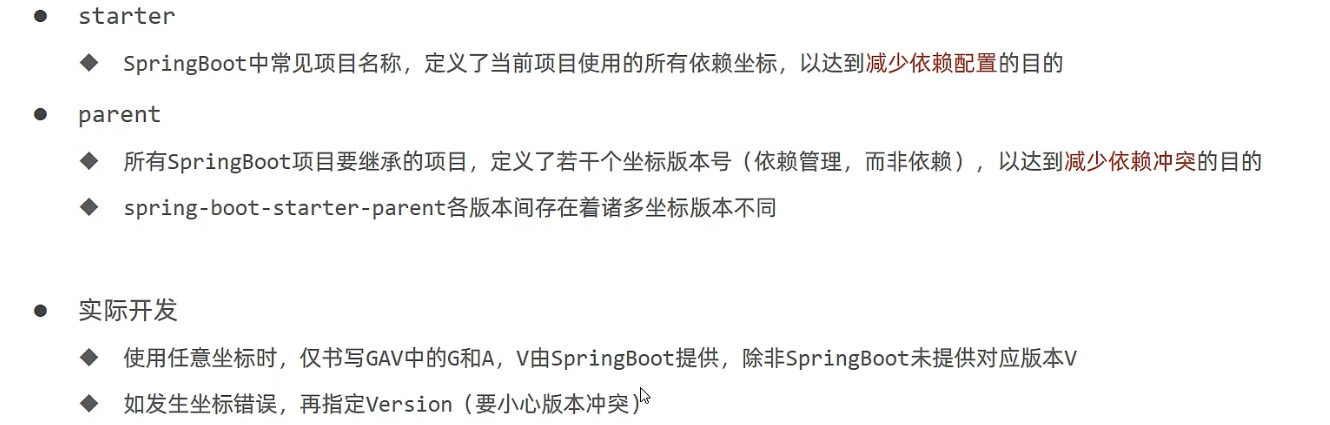 starter
SpringBoot中常见项目名称，定义了当前项目使用的所有依赖坐标，以达到减少依赖配置的目的
parent
所有SpringBoot项目要继承的项目，定义了若干个坐标版本号（依赖管理，而非依赖），以达到减少依赖冲突的目的
spring-boot-starter-parent各版本间存在着诸多坐标版本不同
实际开发
使用任意坐标时，仅书写GAV中的G和A，V由SpringBoot提供，除非SpringBoot未提供对应版本V
如发生坐标错误，再指定Version（要小心版本冲突）